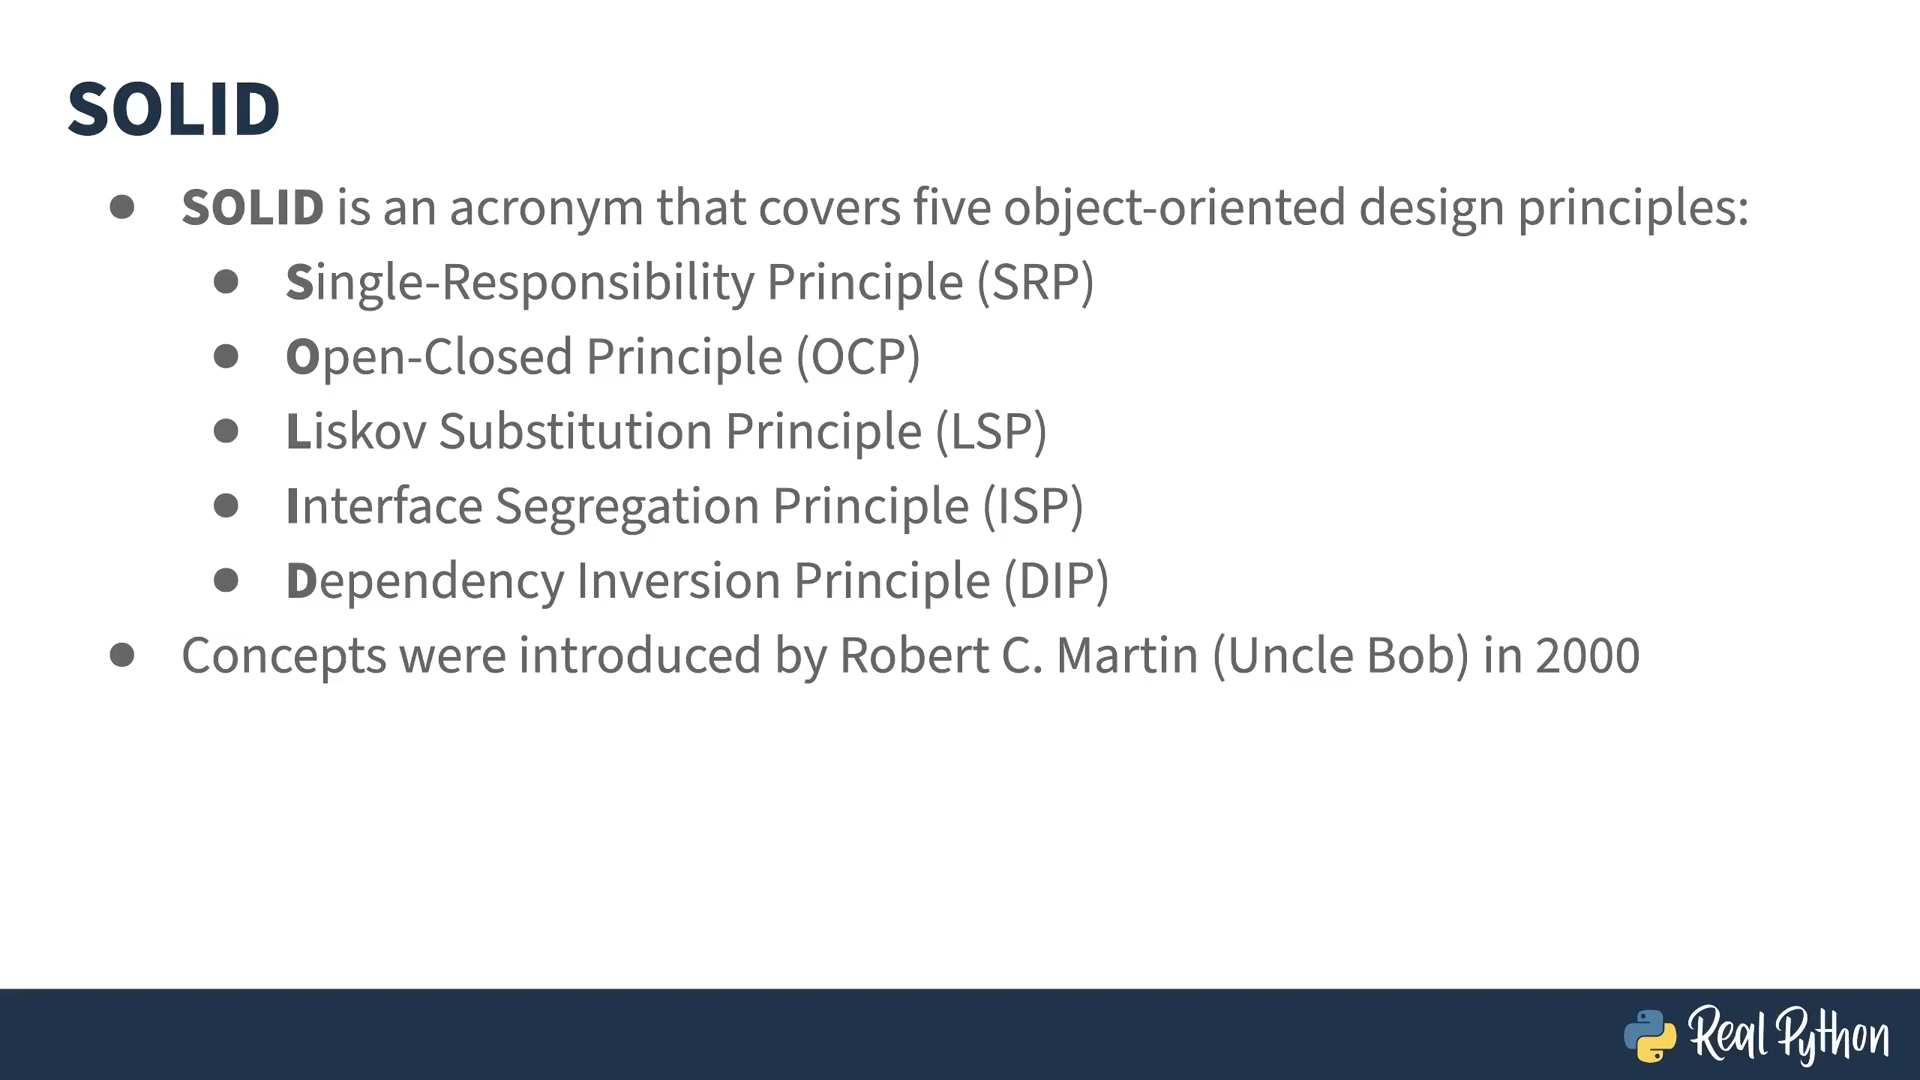 SOLID
● SOLID is an acronym that covers five object-oriented design principles:
● Single-Responsibility Principle (SRP)
● Open-Closed Principle (OCP)
● Liskov Substitution Principle (LSP)
● Interface Segregation Principle (ISP)
● Dependency Inversion Principle (DIP)
● Concepts were introduced by Robert C. Martin (Uncle Bob) in 2000
Real Python